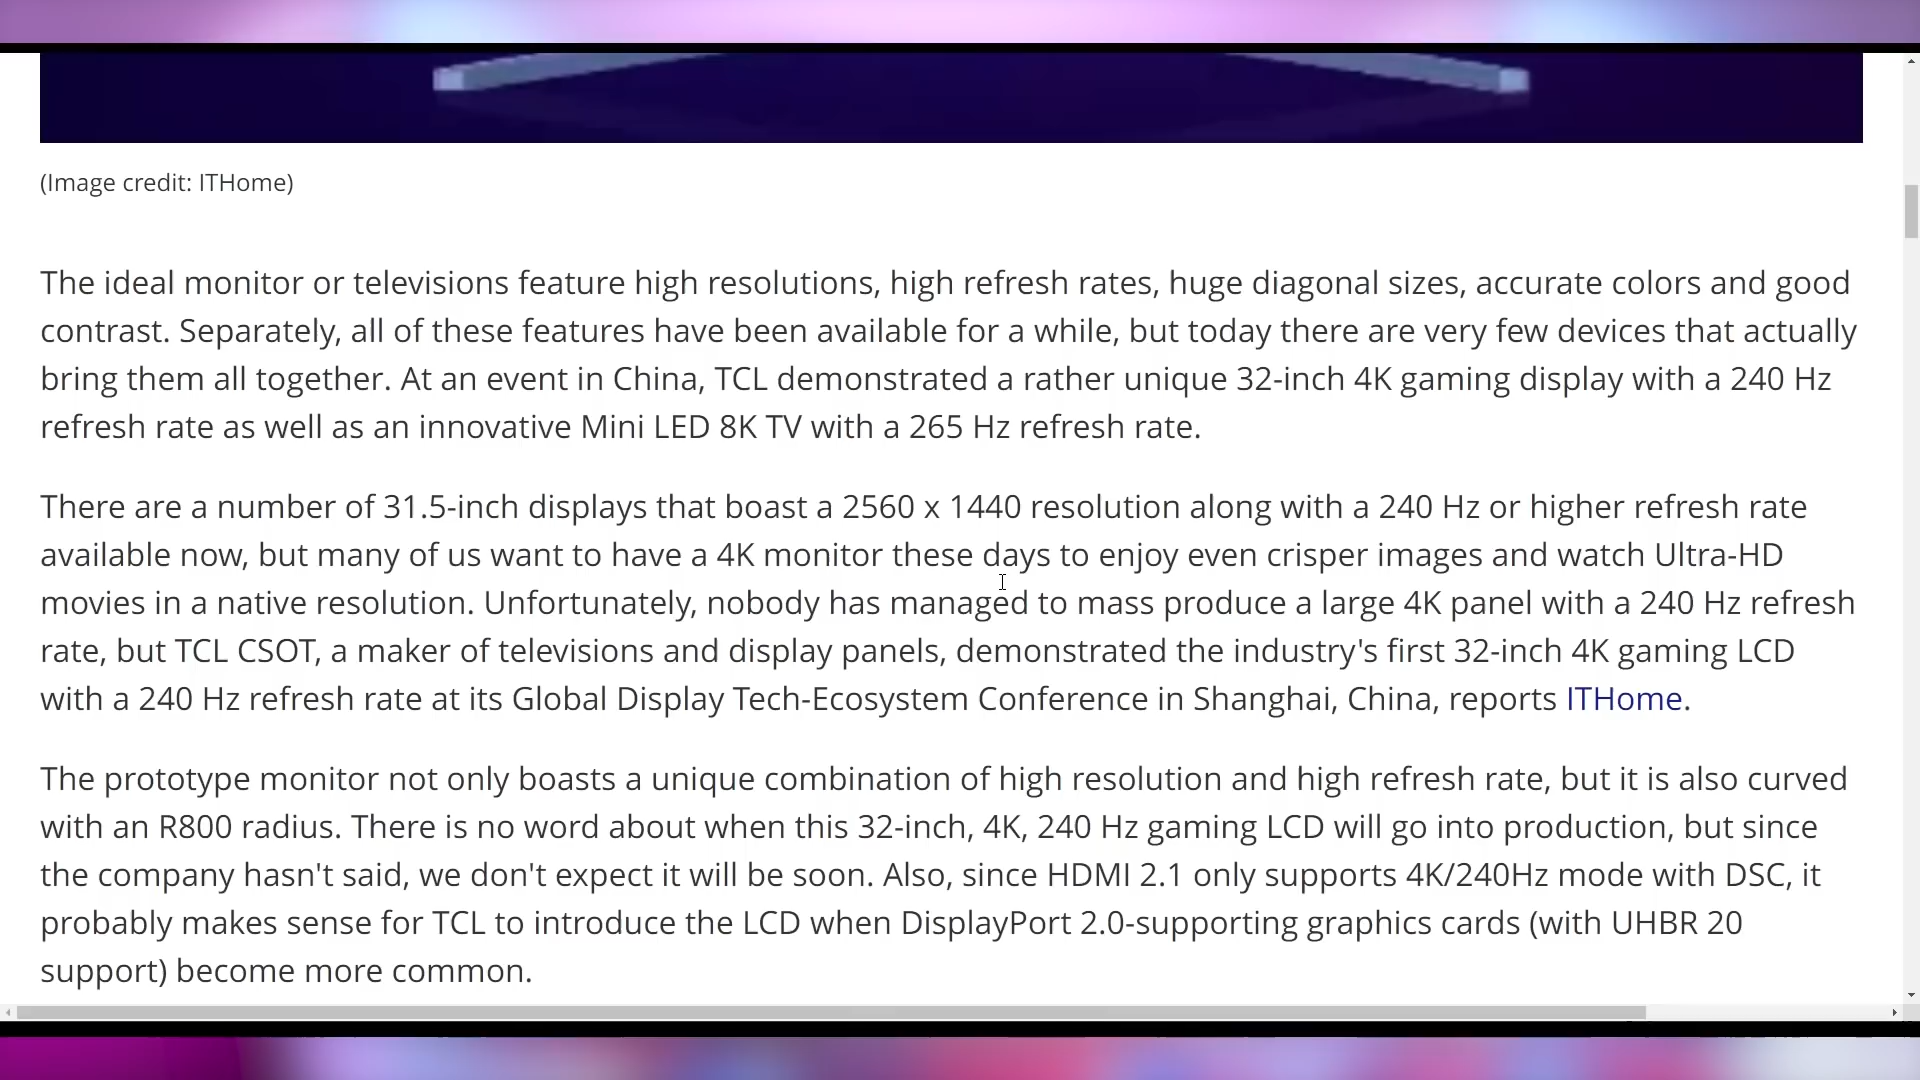 (Image credit: ITHome)
The ideal monitor or televisions feature high resolutions, high refresh rates, huge diagonal sizes, accurate colors and good
contrast. Separately, all of these features have been available for a while, but today there are very few devices that actually
bring them all together. At an event in China, TCL demonstrated a rather unique 32-inch 4K gaming display with a 240 Hz
refresh rate as well as an innovative Mini LED 8K TV with a 265 Hz refresh rate.
There are a number of 31.5-inch displays that boast a 2560 x 1440 resolution along with a 240 Hz or higher refresh rate
available now, but many of us want to have a 4K monitor these days to enjoy even crisper images and watch Ultra-HD
movies in a native resolution. Unfortunately, nobody has managed to mass produce a large 4K panel with a 240 Hz refresh
rate, but TCL CSOT, a maker of televisions and display panels, demonstrated the industry's first 32-inch 4K gaming LCD
with a 240 Hz refresh rate at its Global Display Tech-Ecosystem Conference in Shanghai, China, reports ITHome.
The prototype monitor not only boasts a unique combination of high resolution and high refresh rate, but it is also curved
with an R800 radius. There is no word about when this 32-inch, 4K, 240 Hz gaming LCD will go into production, but since
the company hasn't said, we don't expect it will be soon. Also, since HDMI 2.1 only supports 4K/240Hz mode with DSC, it
probably makes sense for TCL to introduce the LCD when DisplayPort 2.0-supporting graphics cards (with UHBR 20
support) become more common.